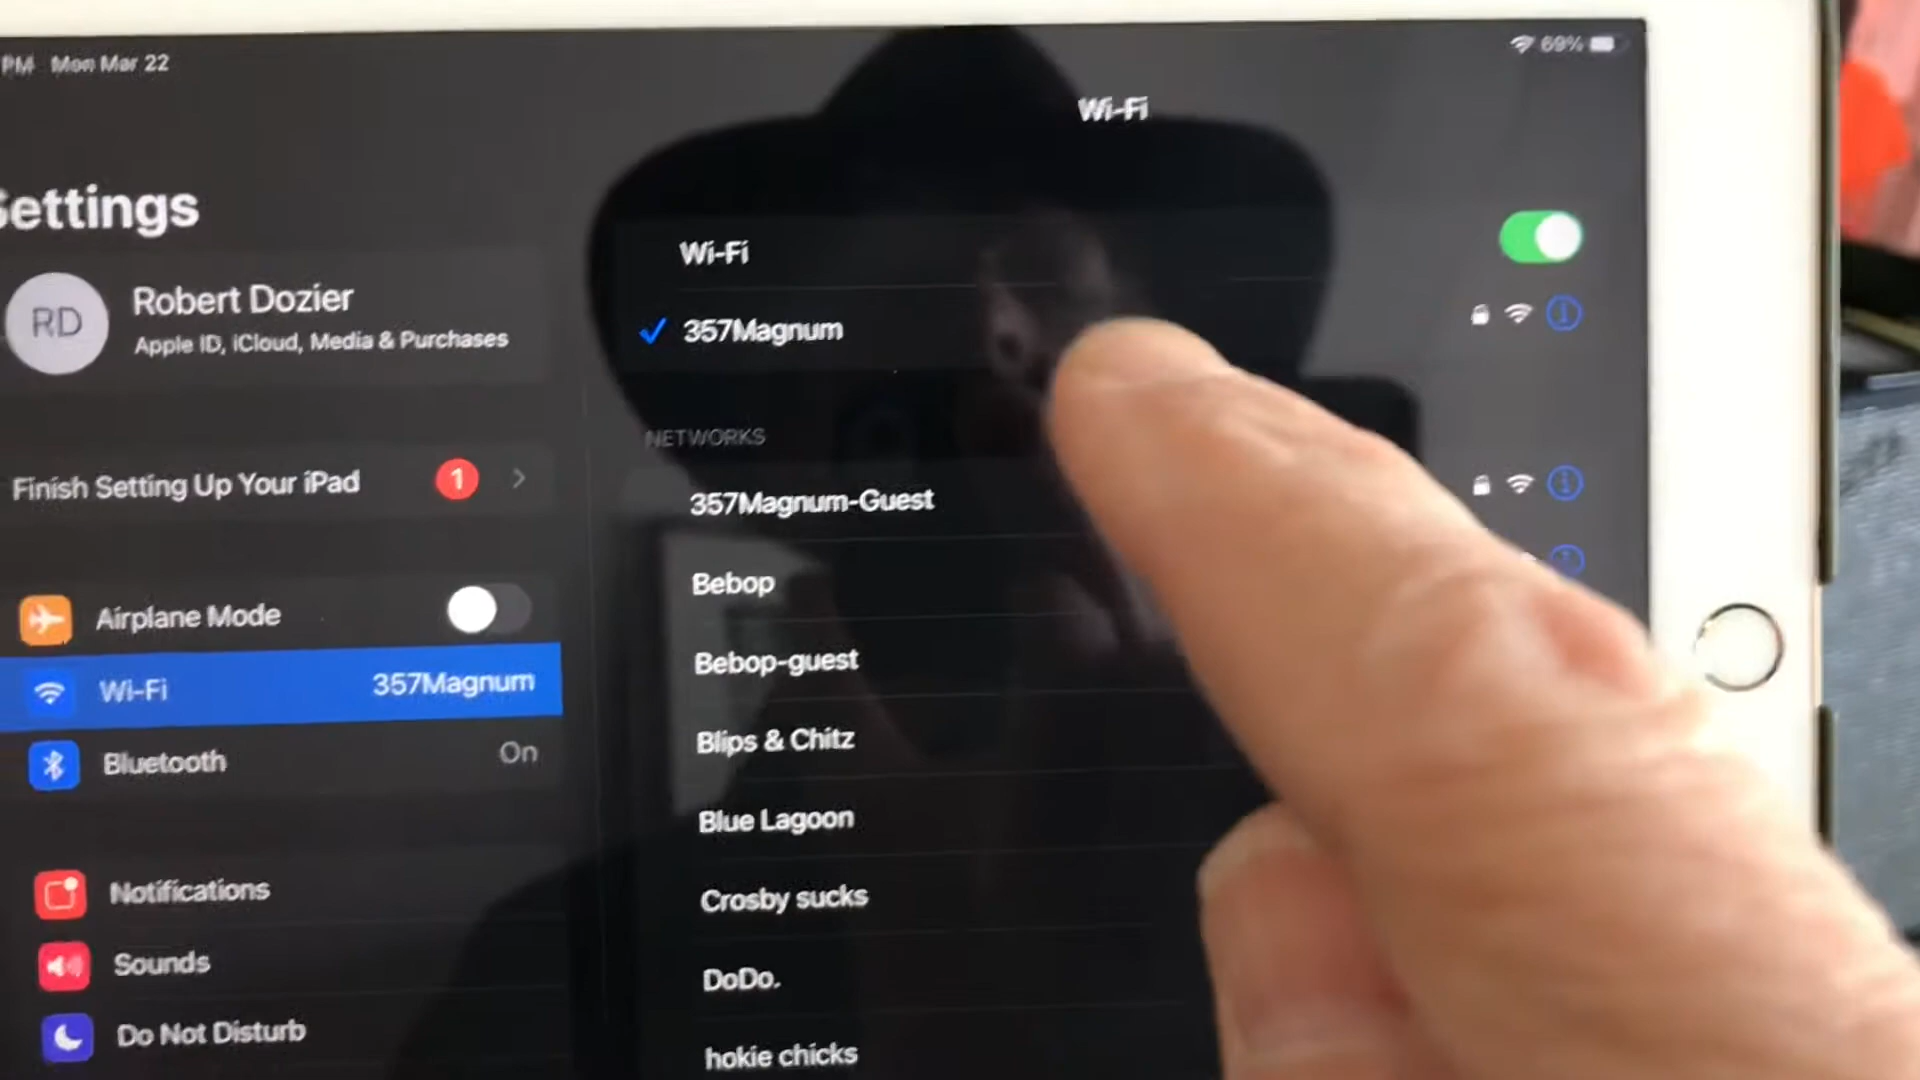 PM Mon Mar 22
69%
Settings
RD
Robert Dozier
Apple ID, iCloud, Media & Purchases
Finish Setting Up Your iPad
1
Airplane Mode
Wi-Fi 357Magnum
Bluetooth On
Notifications
Sounds
Do Not Disturb
Wi-Fi
Wi-Fi
357Magnum
NETWORKS
357Magnum-Guest
Bebop
Bebop-guest
Blips & Chitz
Blue Lagoon
Crosby sucks
DoDo.
hokie chicks